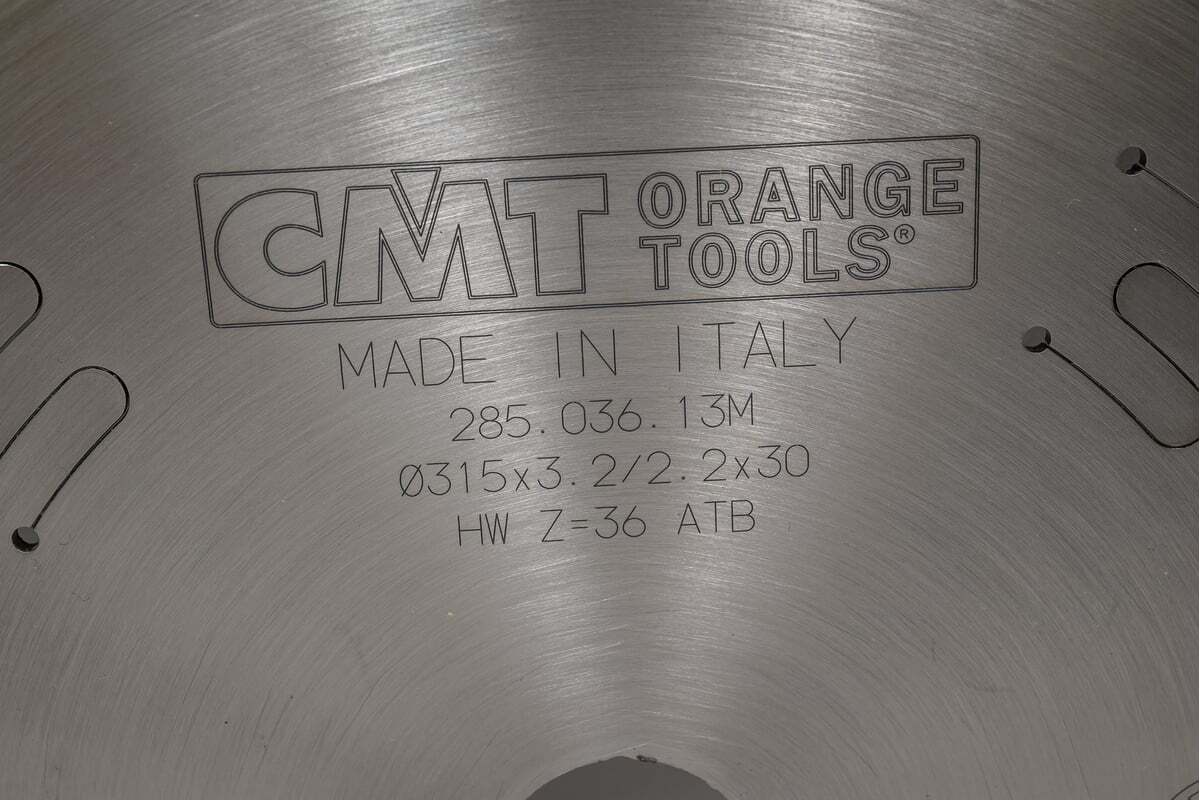 CMT ORANGE
TOOLS®
MADE IN ITALY
285.036.13M
Ø315x3.2/2.2x30
HW Z=36 ATB